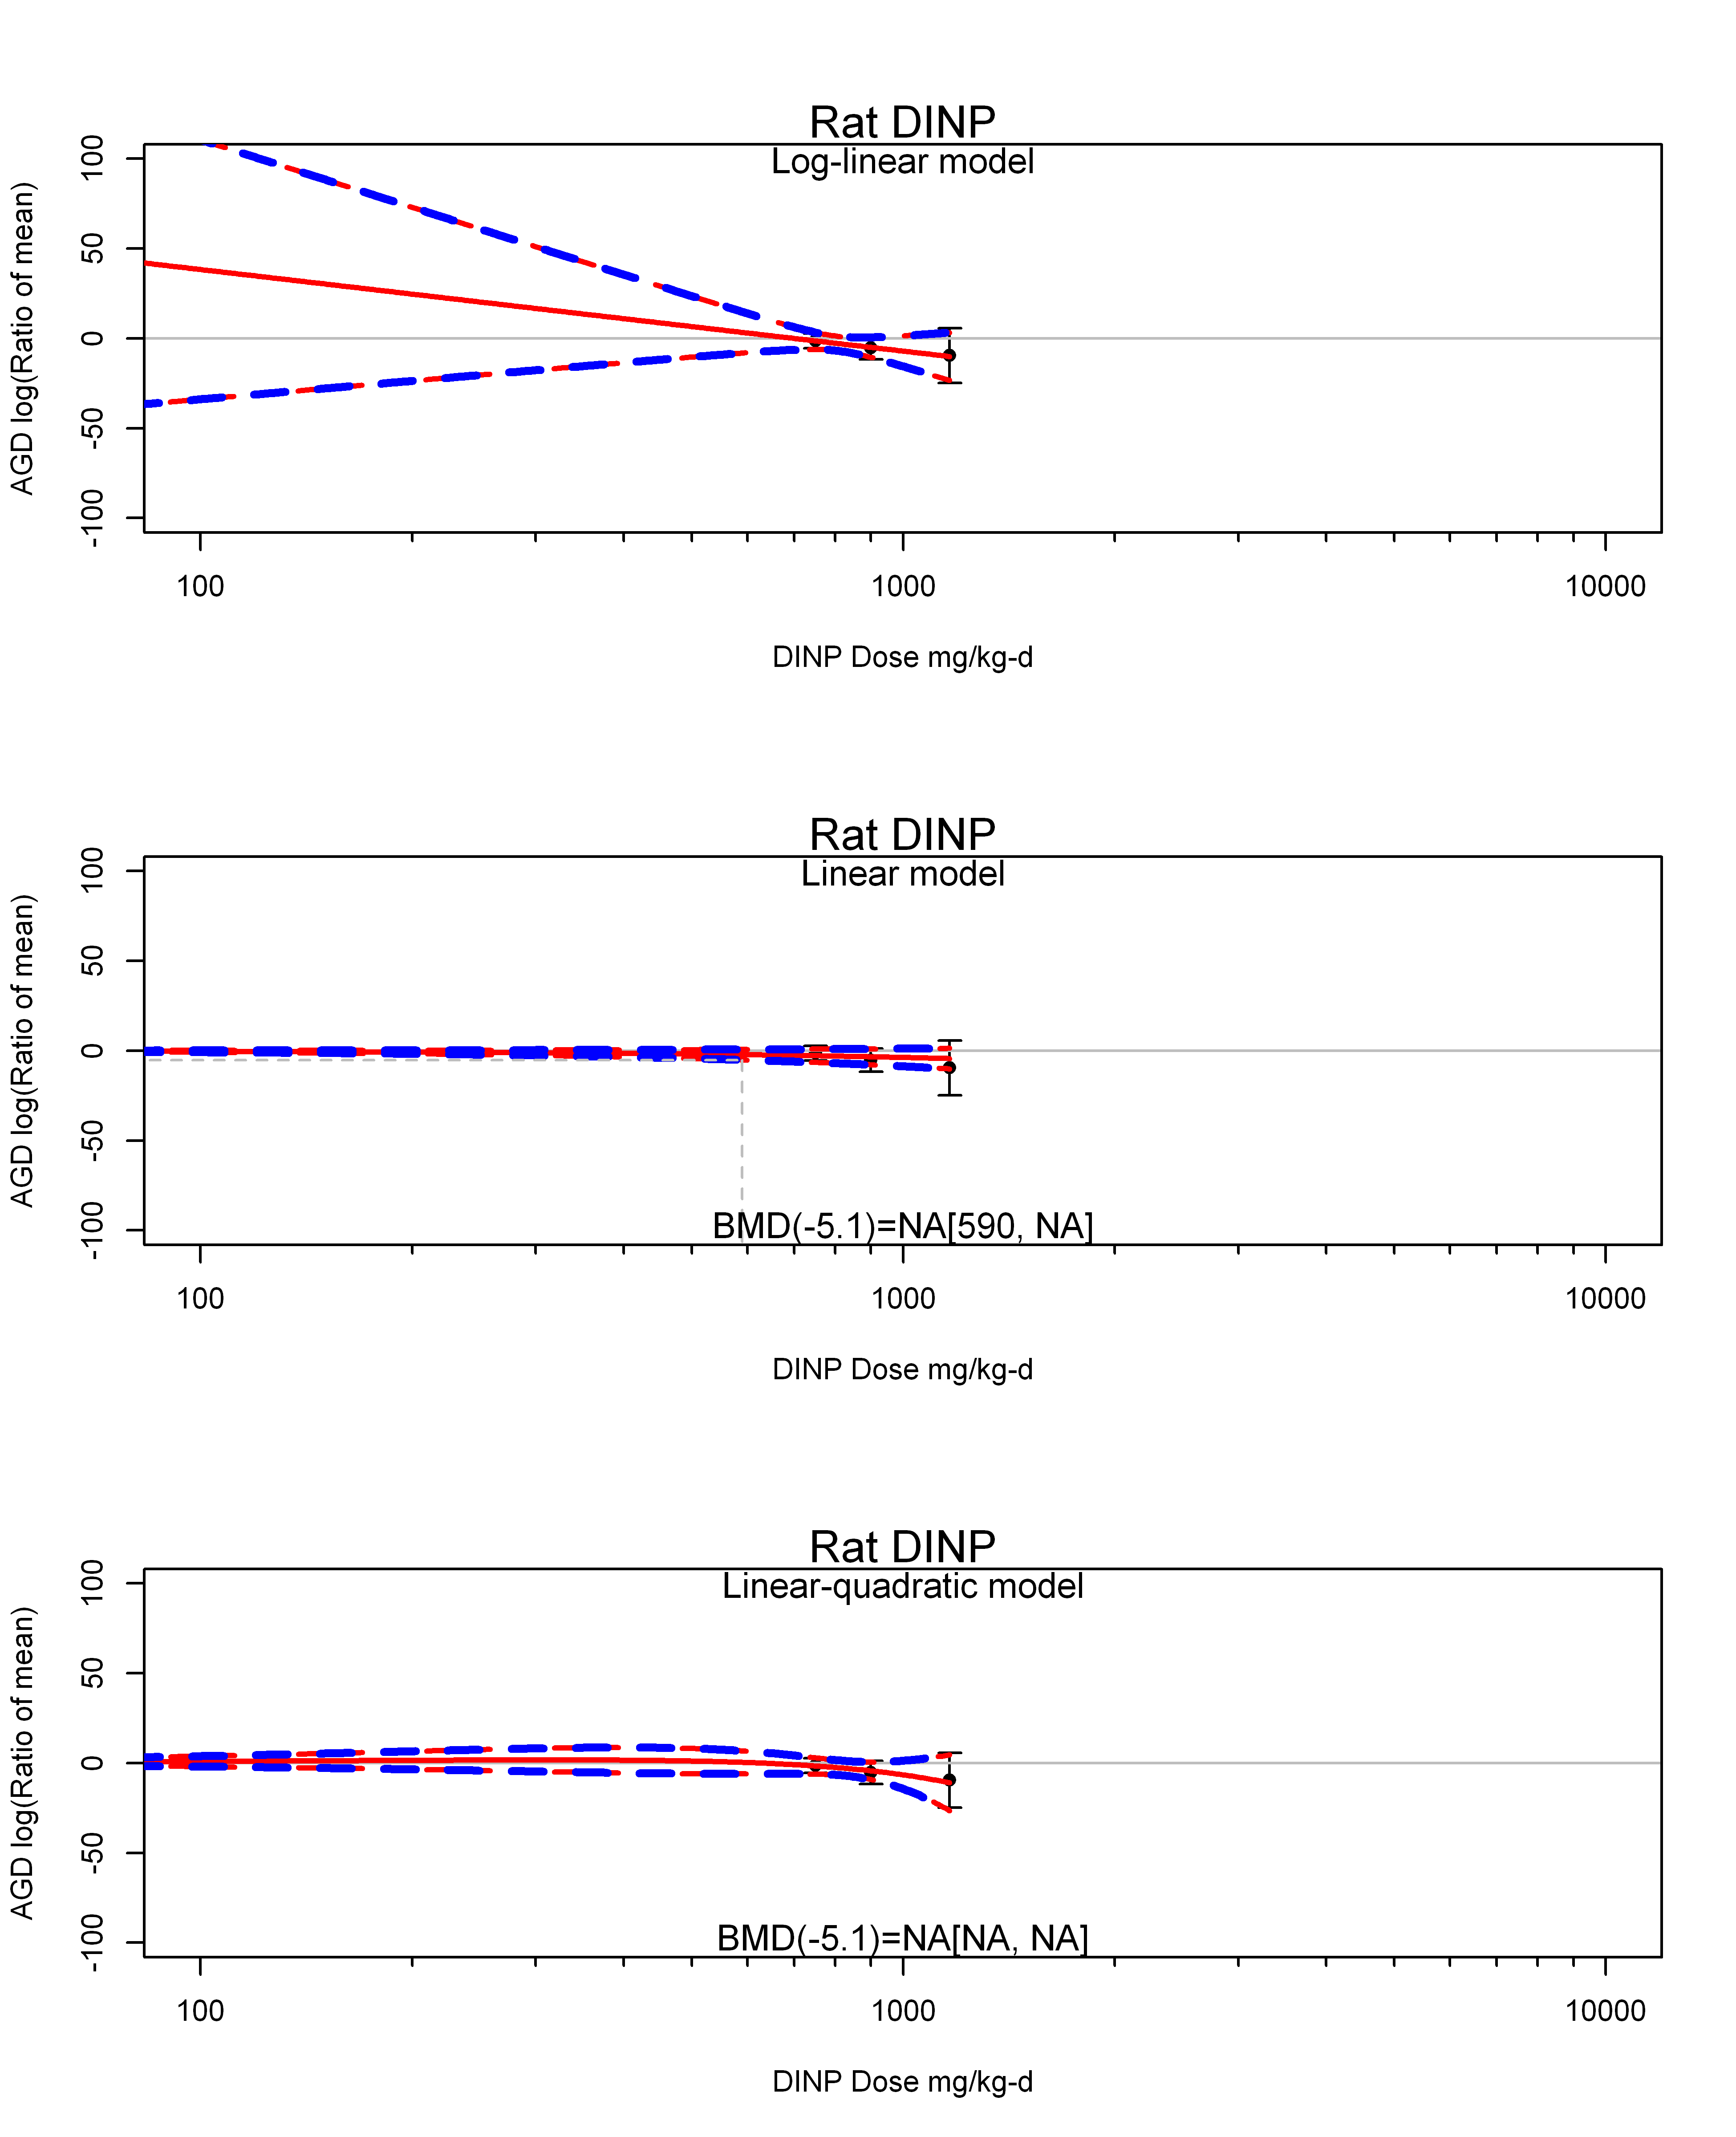 Rat DINP
Log-linear model
AGD log(Ratio of mean)
100
50
0
-50
-100
100 1000 10000
DINP Dose mg/kg-d
Rat DINP
Linear model
AGD log(Ratio of mean)
100
50
0
-50
-100
BMD(-5.1)=NA[590, NA]
100 1000 10000
DINP Dose mg/kg-d
Rat DINP
Linear-quadratic model
AGD log(Ratio of mean)
100
50
0
-50
-100
BMD(-5.1)=NA[NA, NA]
100 1000 10000
DINP Dose mg/kg-d